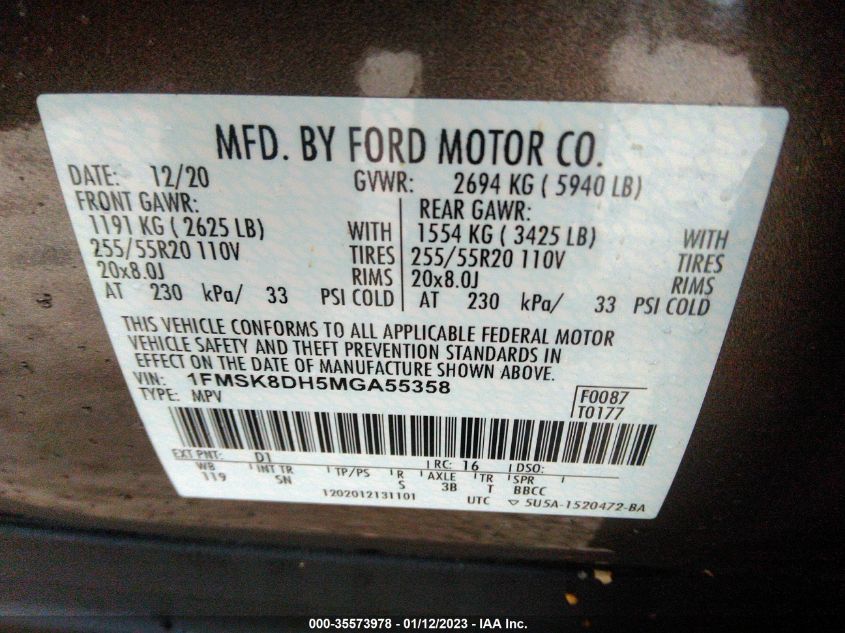 MFD. BY FORD MOTOR CO.
DATE: 12/20 GVWR: 2694 KG ( 5940 LB)
FRONT GAWR: REAR GAWR:
1191 KG ( 2625 LB) WITH 1554 KG ( 3425 LB) WITH
255/55R20 110V TIRES 255/55R20 110V TIRES
20x8.0J RIMS 20x8.0J RIMS
AT 230 kPa/ 33 PSI COLD AT 230 kPa/ 33 PSI COLD
THIS VEHICLE CONFORMS TO ALL APPLICABLE FEDERAL MOTOR
VEHICLE SAFETY AND THEFT PREVENTION STANDARDS IN
EFFECT ON THE DATE OF MANUFACTURE SHOWN ABOVE.
VIN: 1FMSK8DH5MGA55358 F0087
TYPE: MPV T0177
EXT PNT: D1 RC: 16 DSO:
WB INT TR TP/PS R AXLE TR SPR
119 SN S 3B T BBCC
1202012131101 UTC ▽ 5U5A-1520472-BA
000-35573978 - 01/12/2023 - IAA Inc.